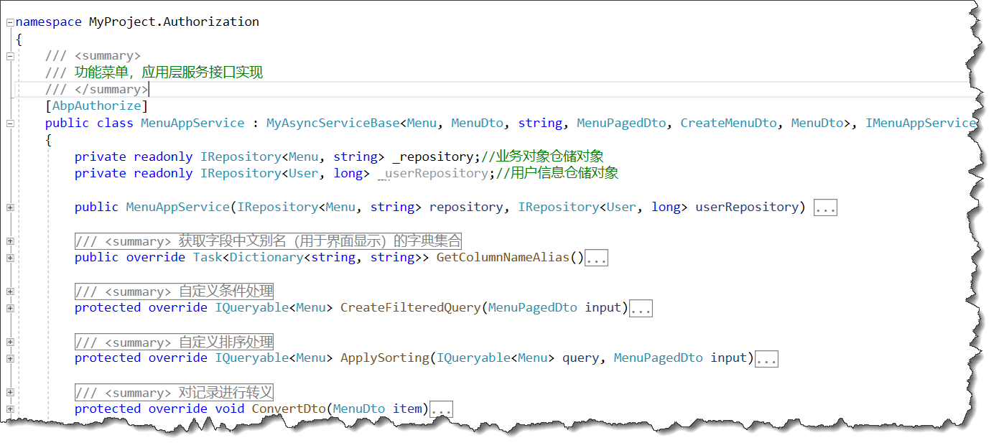 namespace MyProject.Authorization
{
/// <summary>
/// 功能菜单，应用层服务接口实现
/// </summary>
[AbpAuthorize]
public class MenuAppService : MyAsyncServiceBase<Menu, MenuDto, string, MenuPagedDto, CreateMenuDto, MenuDto>, IMenuAppService
{
private readonly IRepository<Menu, string> _repository;//业务对象仓储对象
private readonly IRepository<User, long> _userRepository;//用户信息仓储对象
public MenuAppService(IRepository<Menu, string> repository, IRepository<User, long> userRepository) ...
/// <summary> 获取字段中文别名（用于界面显示）的字典集合
public override Task<Dictionary<string, string>> GetColumnNameAlias()...
/// <summary> 自定义条件处理
protected override IQueryable<Menu> CreateFilteredQuery(MenuPagedDto input)...
/// <summary> 自定义排序处理
protected override IQueryable<Menu> ApplySorting(IQueryable<Menu> query, MenuPagedDto input)...
/// <summary> 对记录进行转义
protected override void ConvertDto(MenuDto item)...